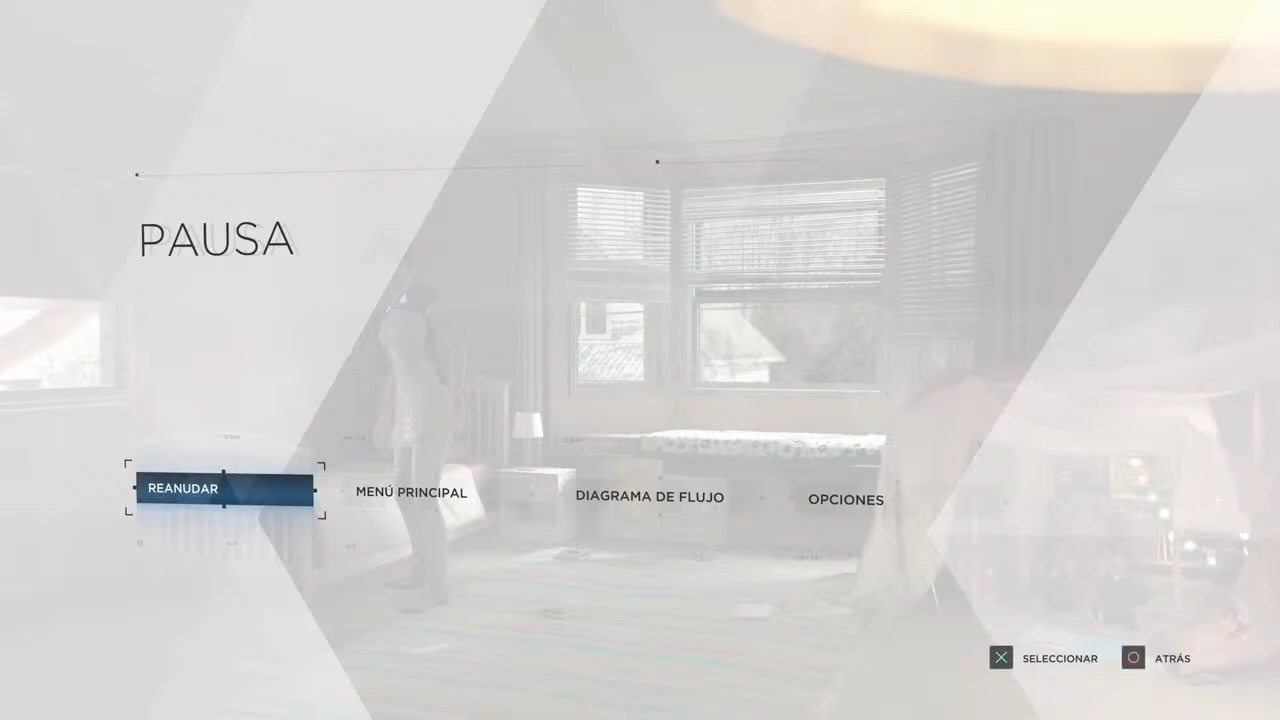 PAUSA
REANUDAR
MENÚ PRINCIPAL
DIAGRAMA DE FLUJO
OPCIONES
SELECCIONAR
ATRÁS